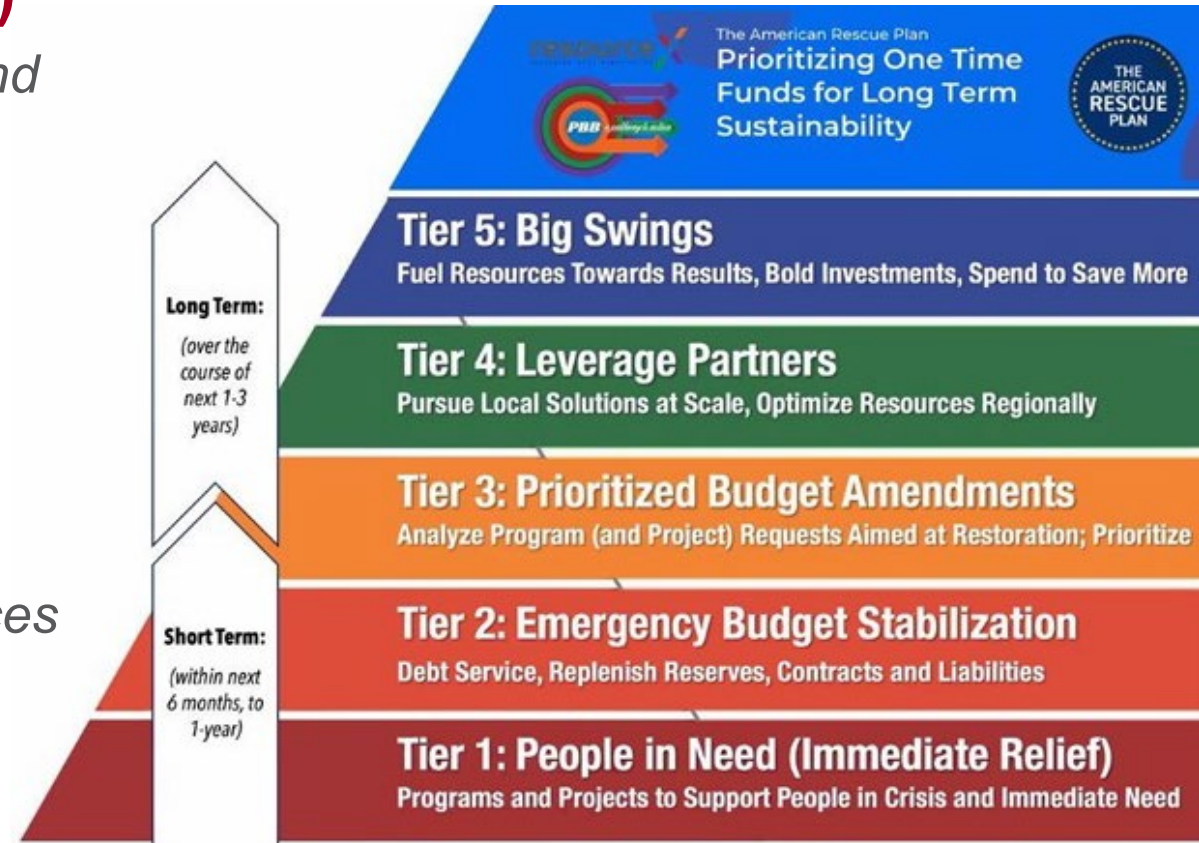 )
nd
ces
resourceX
PBB
The American Rescue Plan
Prioritizing One Time
Funds for Long Term
Sustainability
THE
AMERICAN
RESCUE
PLAN
Tier 5: Big Swings
Fuel Resources Towards Results, Bold Investments, Spend to Save More
Long Term:
(over the
course of
next 1-3
years)
Tier 4: Leverage Partners
Pursue Local Solutions at Scale, Optimize Resources Regionally
Tier 3: Prioritized Budget Amendments
Analyze Program (and Project) Requests Aimed at Restoration; Prioritize
Short Term:
(within next
6 months, to
1-year)
Tier 2: Emergency Budget Stabilization
Debt Service, Replenish Reserves, Contracts and Liabilities
Tier 1: People in Need (Immediate Relief)
Programs and Projects to Support People in Crisis and Immediate Need